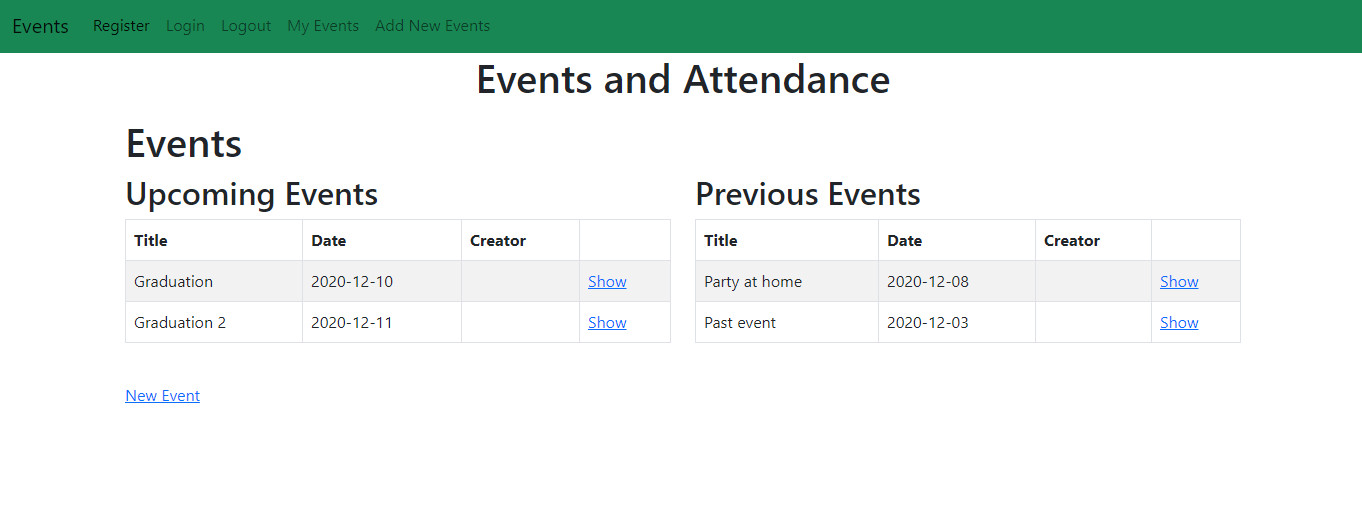 Events Register Login Logout My Events Add New Events
Events and Attendance
Events
Upcoming Events
Title Date Creator
Graduation 2020-12-10 Show
Graduation 2 2020-12-11 Show
Previous Events
Title Date Creator
Party at home 2020-12-08 Show
Past event 2020-12-03 Show
New Event